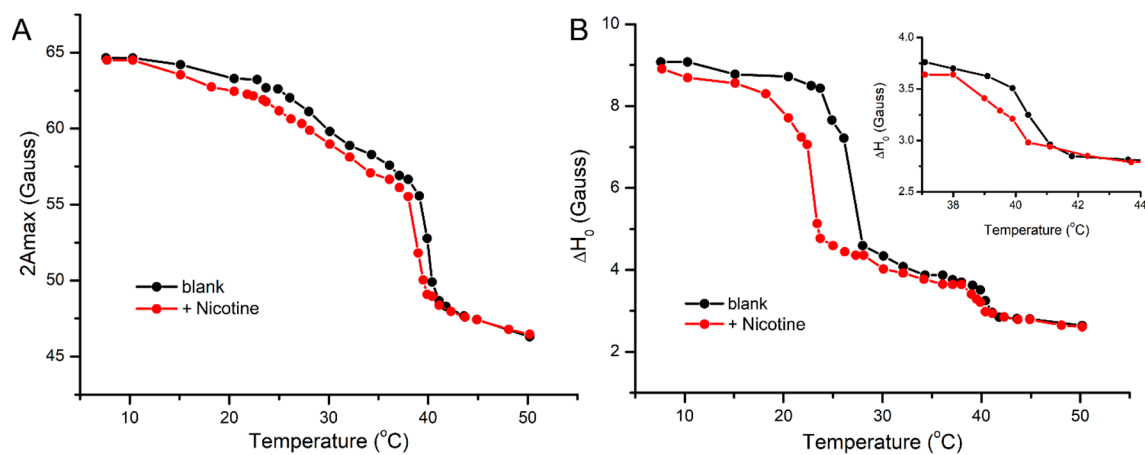 A
2Amax (Gauss)
65
60
55
50
45
blank
+ Nicotine
10
20
30
40
50
Temperature (°C)
B
ΔH₀ (Gauss)
10
8
6
4
2
blank
+ Nicotine
10
20
30
40
50
Temperature (°C)
ΔH₀ (Gauss)
4.0
3.5
3.0
2.5
38
40
42
44
Temperature (°C)